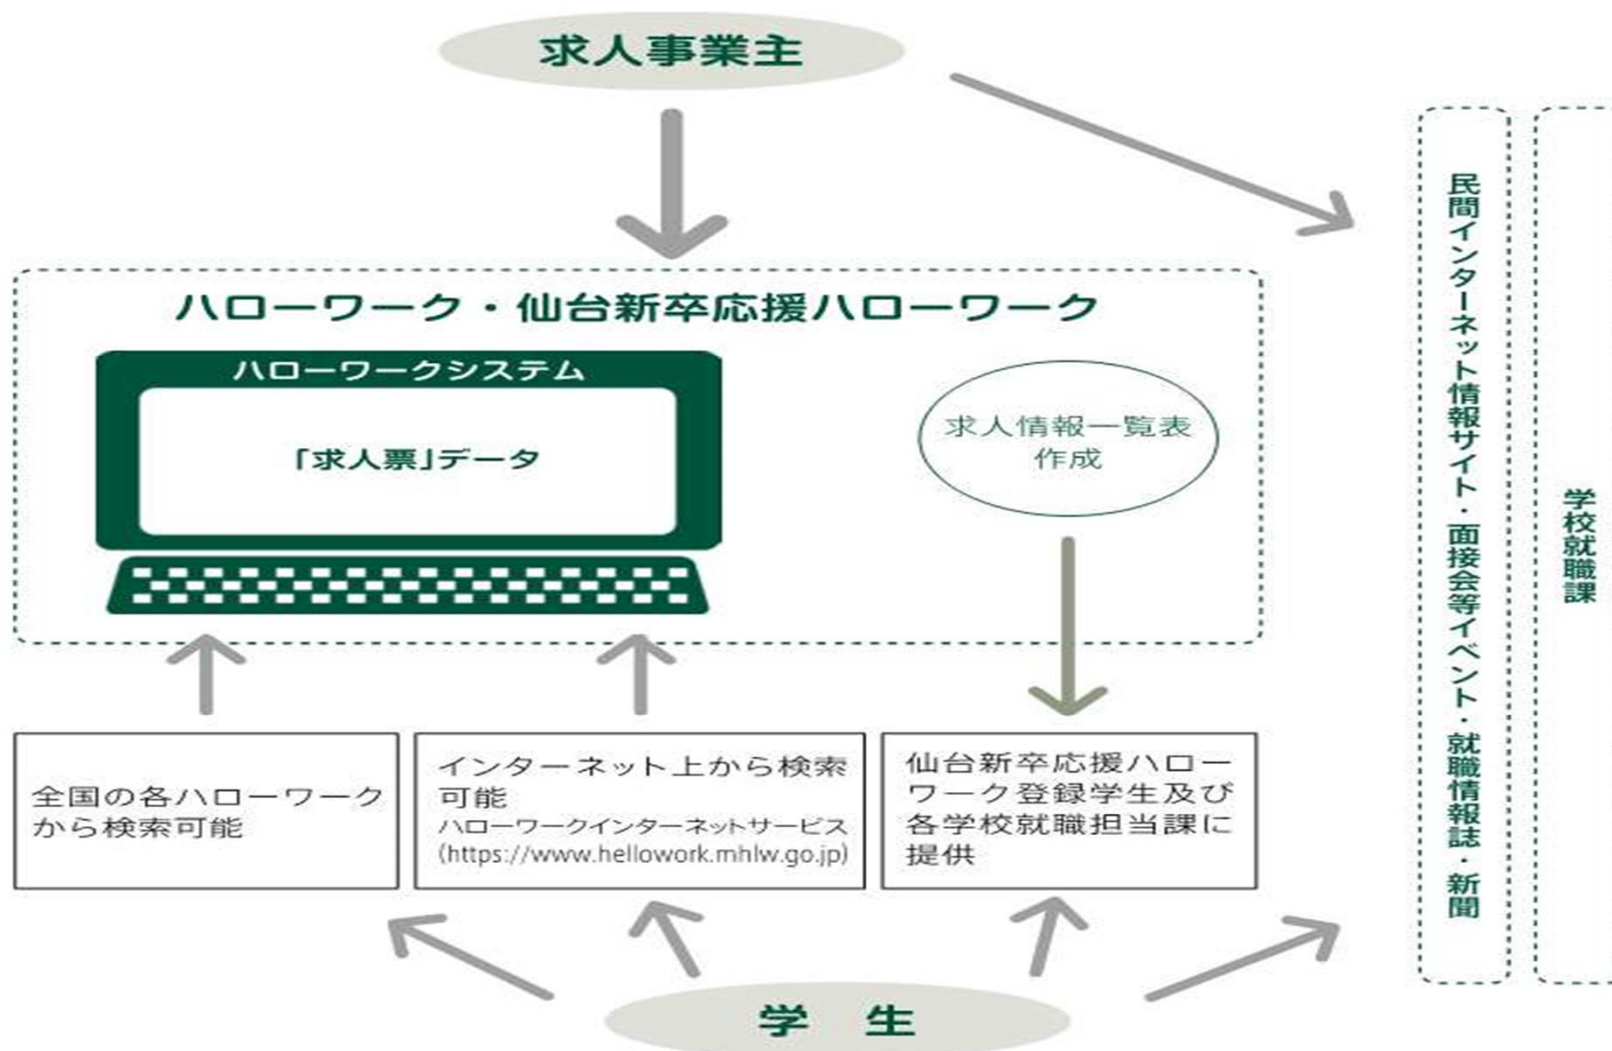 求人事業主
ハローワーク・仙台新卒応援ハローワーク
ハローワークシステム
「求人票」データ
求人情報一覧表
作成
全国の各ハローワーク
から検索可能
インターネット上から検索
可能
ハローワークインターネットサービス
(https://www.hellowork.mhlw.go.jp)
仙台新卒応援ハロー
ワーク登録学生及び
各学校就職担当課に
提供
学 生
民間インターネット情報サイト・面接会等イベント・就職情報誌・新聞
学校就職課